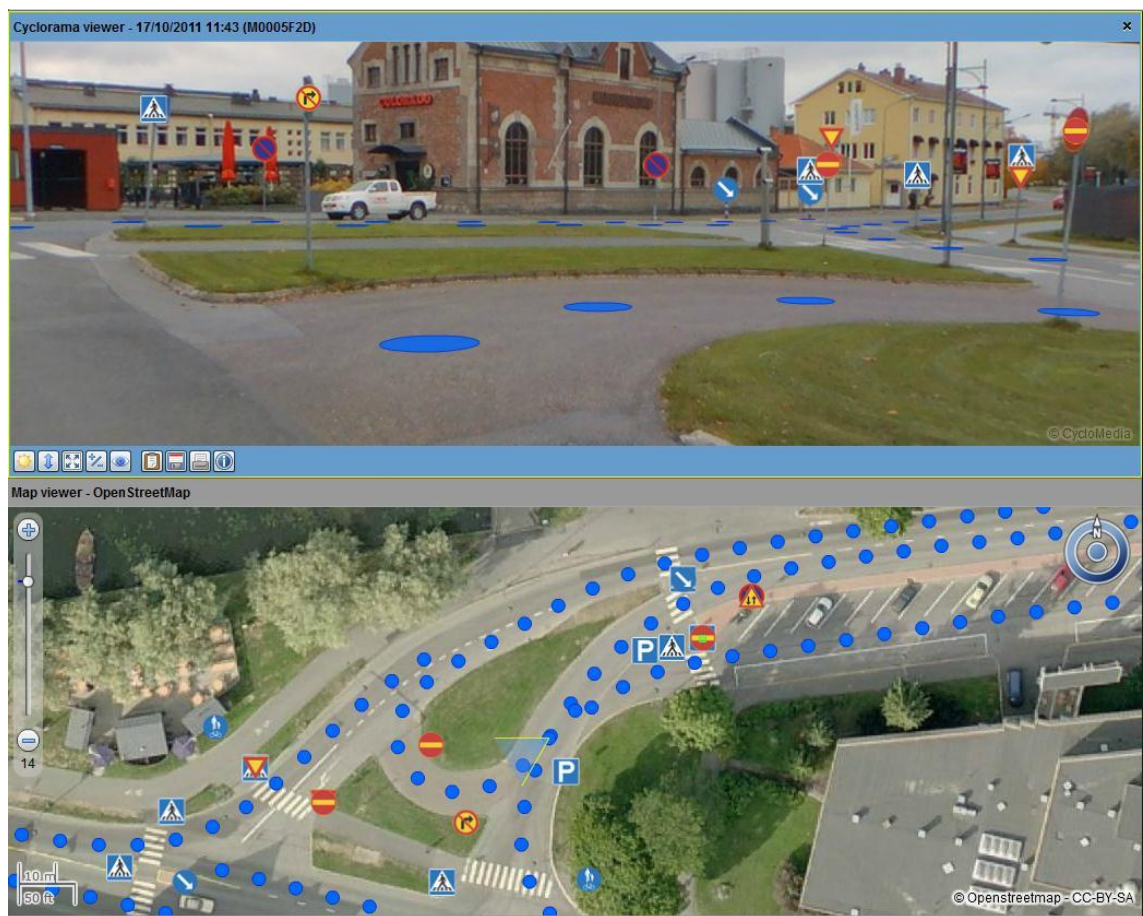 Cyclorama viewer - 17/10/2011 11:43 (M0005F2D)
COLORADO
© CycloMedia
Map viewer - OpenStreetMap
N
P
P
14
10 m
50 ft
© Openstreetmap - CC-BY-SA